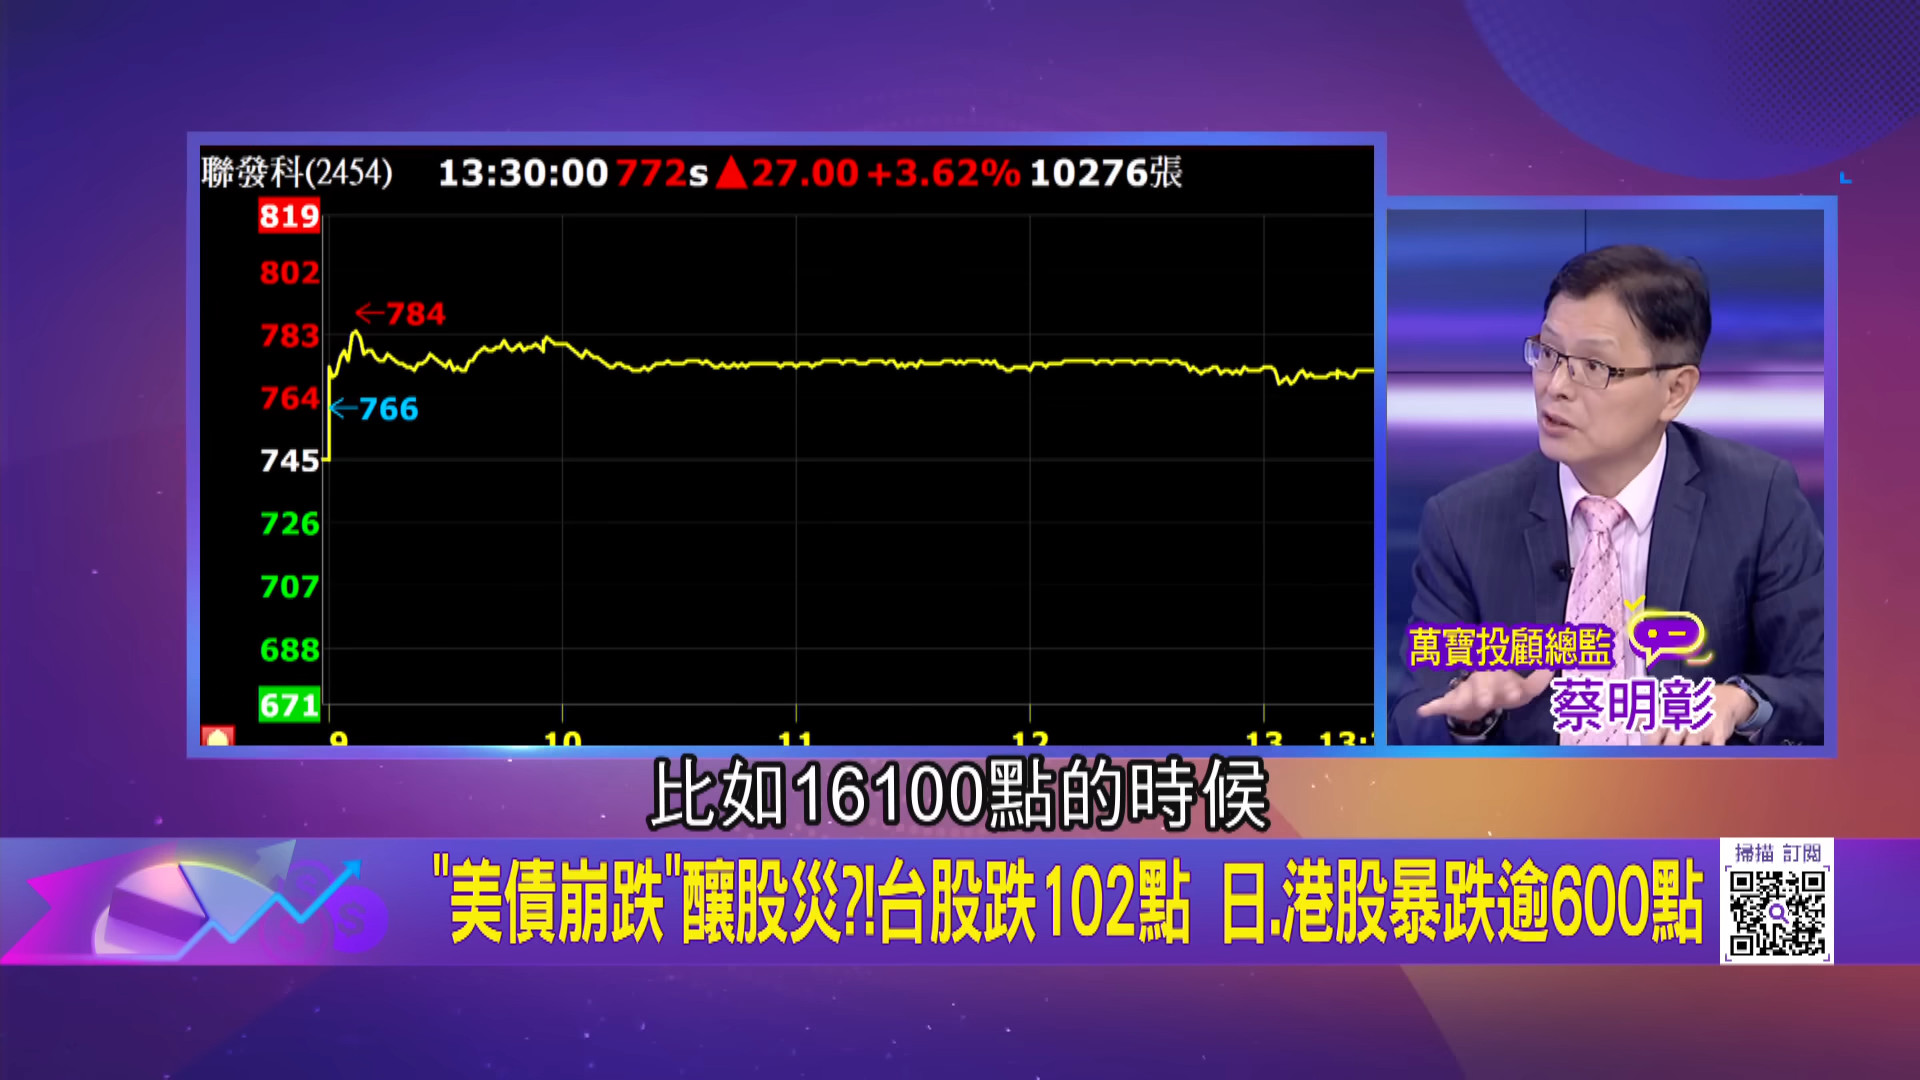 聯發科(2454) 13:30:00 772s▲27.00 +3.62% 10276張
819
802
←784
783
764
←766
745
726
707
688
671
9 10 11 12 13
萬寶投顧總監
蔡明彰
比如16100點的時候
"美債崩跌"釀股災?!台股跌102點 日.港股暴跌逾600點
掃描 訂閱